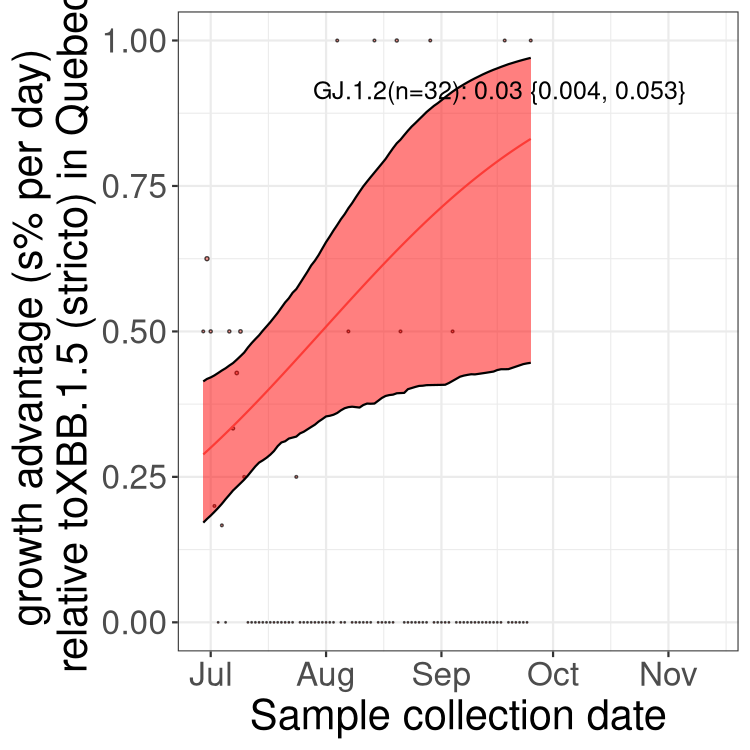 growth advantage (s% per day)
relative toXBB.1.5 (stricto) in Quebec
1.00
0.75
0.50
0.25
0.00
GJ.1.2(n=32): 0.03 {0.004, 0.053}
Jul Aug Sep Oct Nov
Sample collection date